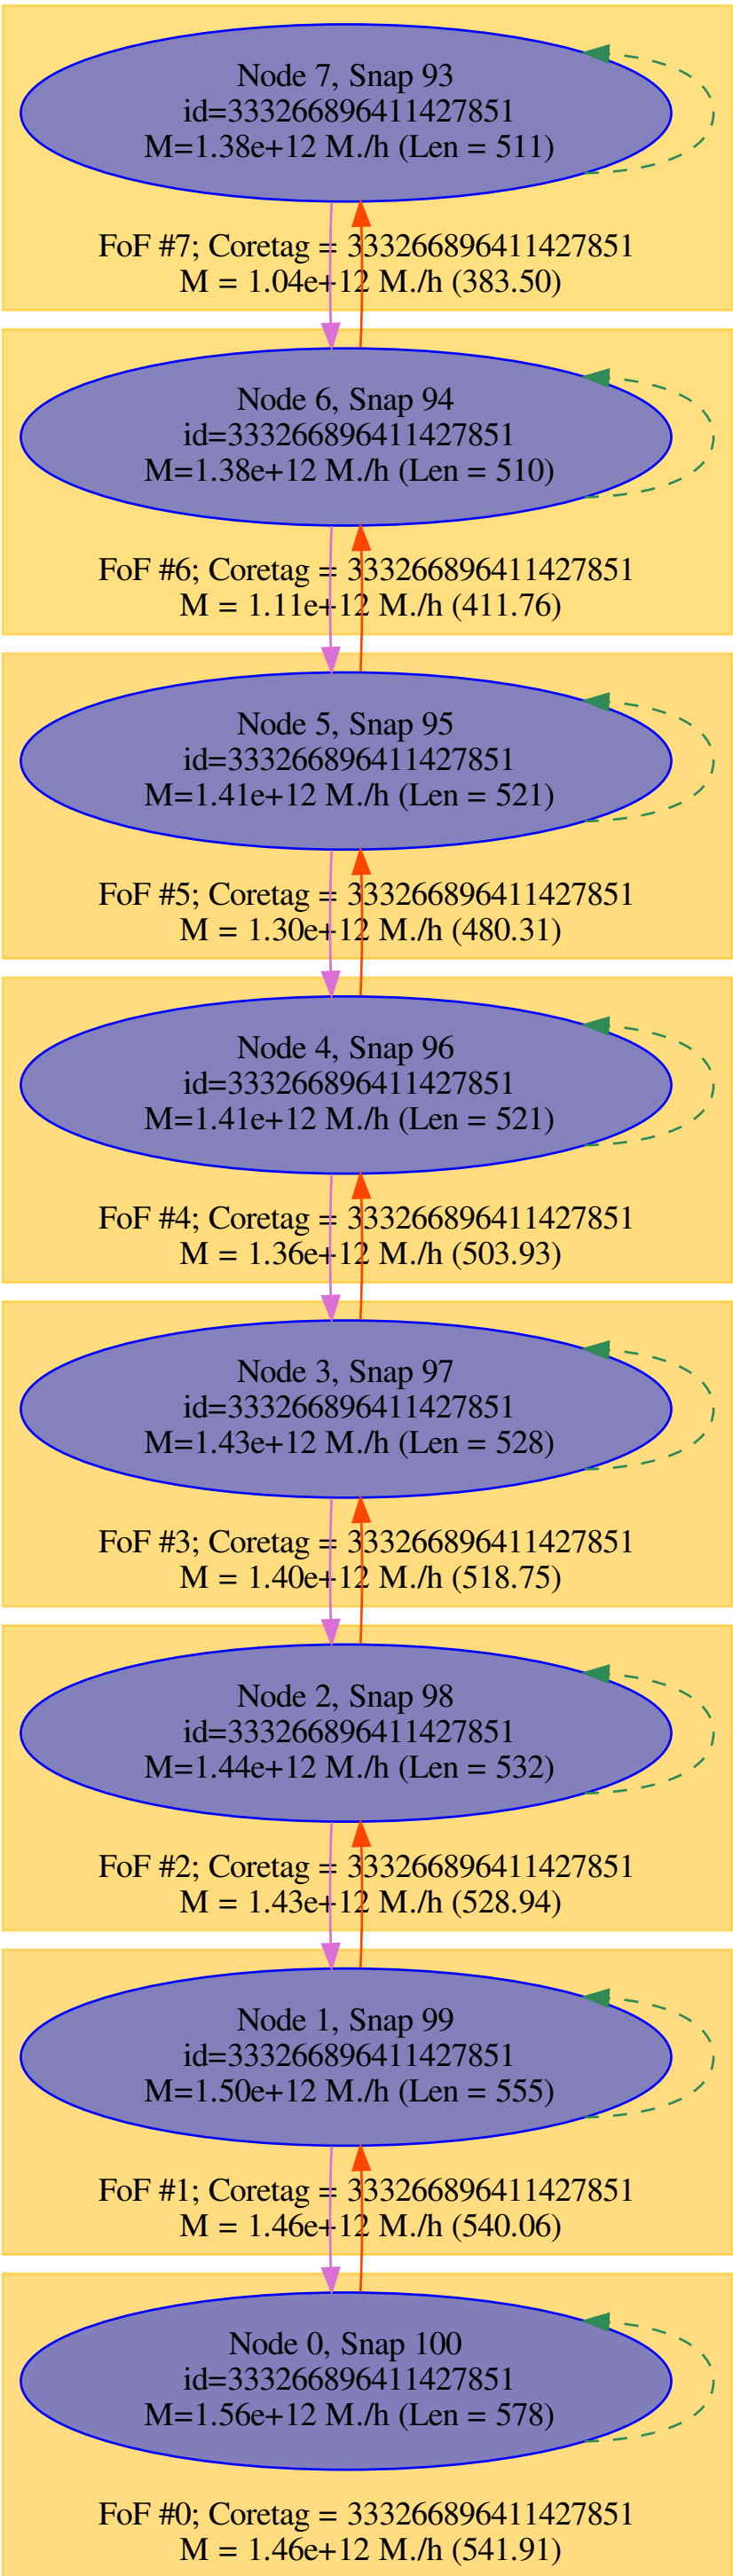 Node 7, Snap 93
id=333266896411427851
M=1.38e+12 M./h (Len = 511)
FoF #7; Coretag = 333266896411427851
M = 1.04e+12 M./h (383.50)
Node 6, Snap 94
id=333266896411427851
M=1.38e+12 M./h (Len = 510)
FoF #6; Coretag = 333266896411427851
M = 1.11e+12 M./h (411.76)
Node 5, Snap 95
id=333266896411427851
M=1.41e+12 M./h (Len = 521)
FoF #5; Coretag = 333266896411427851
M = 1.30e+12 M./h (480.31)
Node 4, Snap 96
id=333266896411427851
M=1.41e+12 M./h (Len = 521)
FoF #4; Coretag = 333266896411427851
M = 1.36e+12 M./h (503.93)
Node 3, Snap 97
id=333266896411427851
M=1.43e+12 M./h (Len = 528)
FoF #3; Coretag = 333266896411427851
M = 1.40e+12 M./h (518.75)
Node 2, Snap 98
id=333266896411427851
M=1.44e+12 M./h (Len = 532)
FoF #2; Coretag = 333266896411427851
M = 1.43e+12 M./h (528.94)
Node 1, Snap 99
id=333266896411427851
M=1.50e+12 M./h (Len = 555)
FoF #1; Coretag = 333266896411427851
M = 1.46e+12 M./h (540.06)
Node 0, Snap 100
id=333266896411427851
M=1.56e+12 M./h (Len = 578)
FoF #0; Coretag = 333266896411427851
M = 1.46e+12 M./h (541.91)